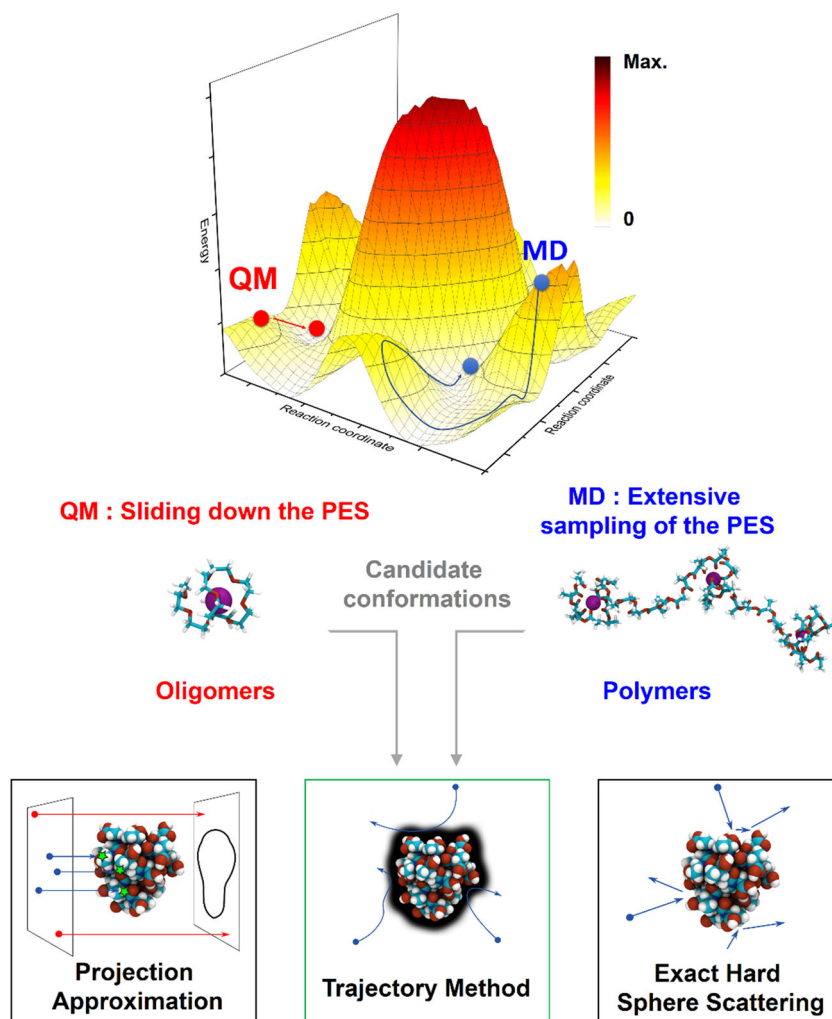 Max.
0
Energy
QM
MD
Reaction coordinate
Reaction coordinate
QM : Sliding down the PES
MD : Extensive
sampling of the PES
Candidate
conformations
Oligomers
Polymers
Projection
Approximation
Trajectory Method
Exact Hard
Sphere Scattering